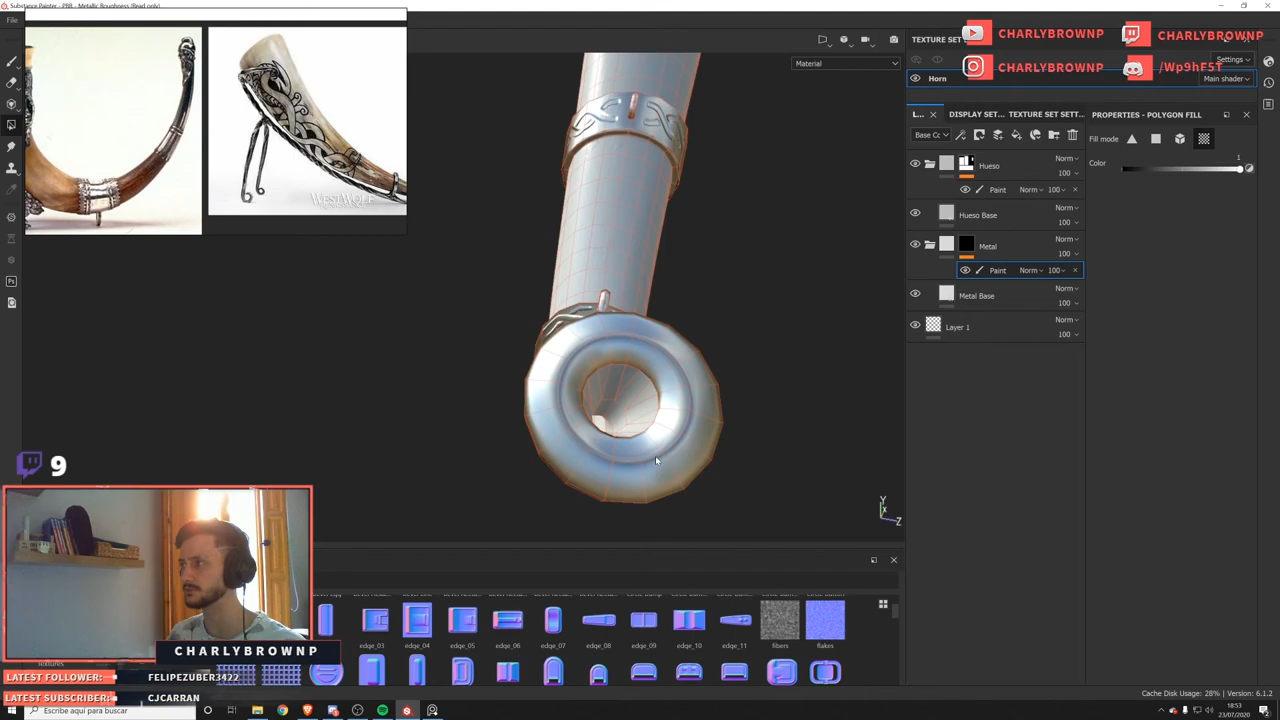 Substance Painter - PBR - Metallic Roughness (Read only)
File
WESTWOLF
Material
TEXTURE SET
CHARLYBROWNP
CHARLYBROWNP
CHARLYBROWNP
/Wp9hF5T
Settings
Horn
Main shader
L...
DISPLAY SET...
TEXTURE SET SETT...
PROPERTIES - POLYGON FILL
Base Co
Fill mode
Color
1
Hueso
Norm
100
Paint
Norm
100
Hueso Base
Norm
100
Metal
Norm
100
Paint
Norm
100
Metal Base
Norm
100
Layer 1
Norm
100
Y
X
Z
9
edge_03
edge_04
edge_05
edge_06
edge_07
edge_08
edge_09
edge_10
edge_11
fibers
flakes
CHARLYBROWNP
Textures
LATEST FOLLOWER:
FELIPEZUBER3422
LATEST SUBSCRIBER:
CJCARRAN
Cache Disk Usage: 28% | Version: 6.1.2
Escribe aquí para buscar
18:53
23/07/2020